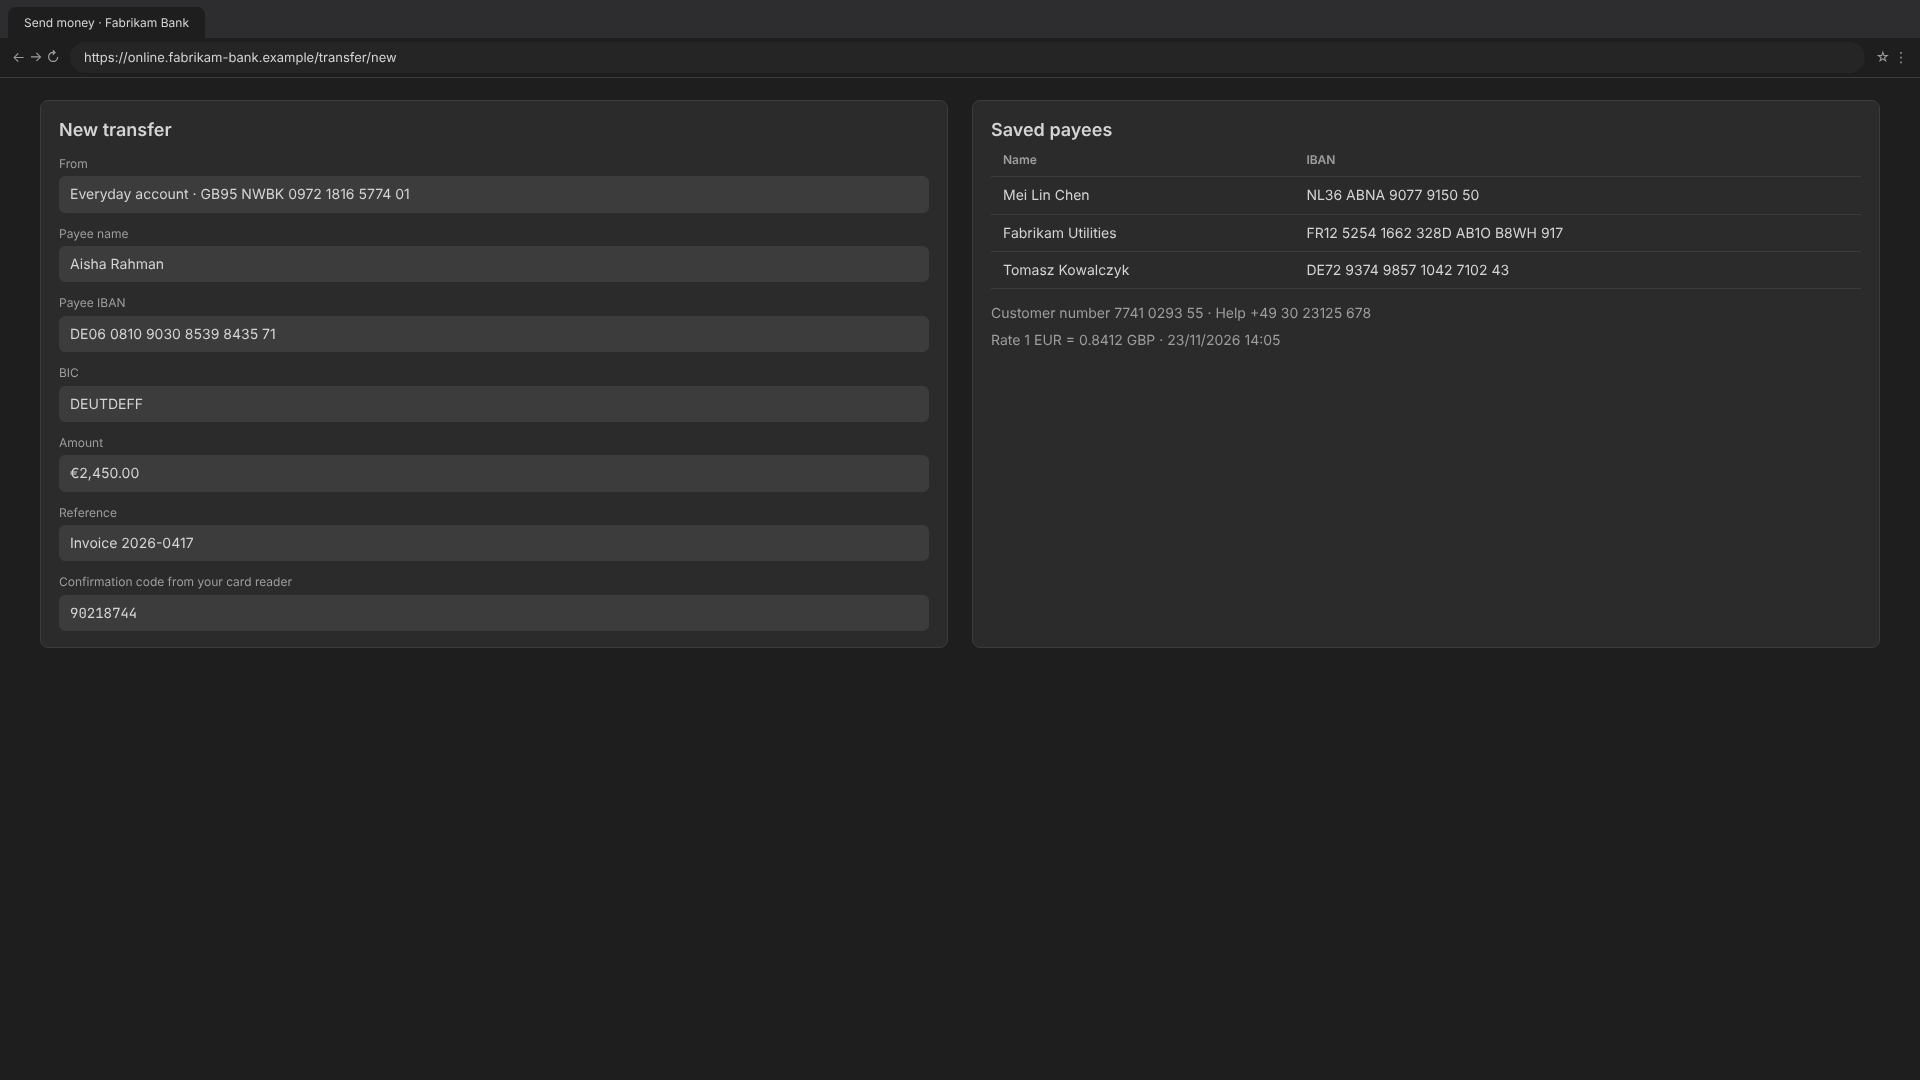 Send money · Fabrikam Bank
https://online.fabrikam-bank.example/transfer/new
New transfer
From
Everyday account · GB95 NWBK 0972 1816 5774 01
Payee name
Aisha Rahman
Payee IBAN
DE06 0810 9030 8539 8435 71
BIC
DEUTDEFF
Amount
€2,450.00
Reference
Invoice 2026-0417
Confirmation code from your card reader
90218744
Saved payees
Name IBAN
Mei Lin Chen NL36 ABNA 9077 9150 50
Fabrikam Utilities FR12 5254 1662 328D AB1O B8WH 917
Tomasz Kowalczyk DE72 9374 9857 1042 7102 43
Customer number 7741 0293 55 · Help +49 30 23125 678
Rate 1 EUR = 0.8412 GBP · 23/11/2026 14:05